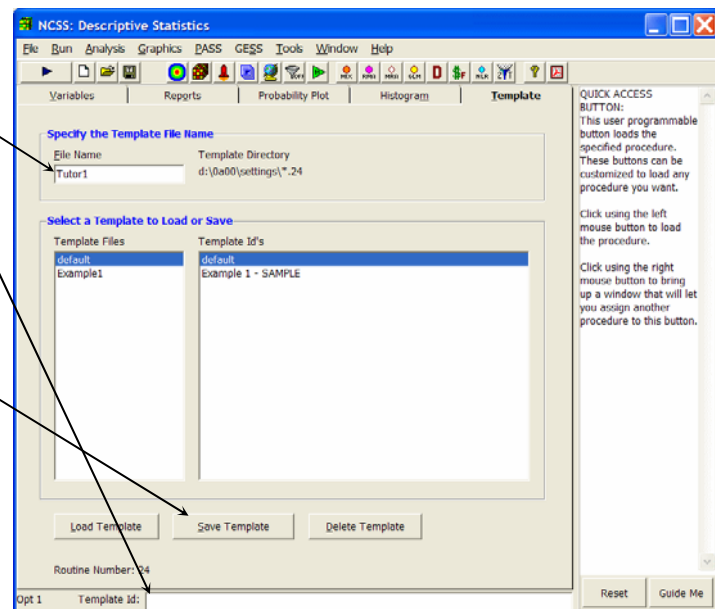 NCSS: Descriptive Statistics
File Run Analysis Graphics PASS GESS Tools Window Help
Variables Reports Probability Plot Histogram Template
Specify the Template File Name
File Name Template Directory
Tutor1 d:\0a00\settings\*.24
Select a Template to Load or Save
Template Files Template Id's
default default
Example1 Example 1 - SAMPLE
Load Template Save Template Delete Template
Routine Number: 24
Opt 1 Template Id:
QUICK ACCESS
BUTTON:
This user programmable
button loads the
specified procedure.
These buttons can be
customized to load any
procedure you want.
Click using the left
mouse button to load
the procedure.
Click using the right
mouse button to bring
up a window that will let
you assign another
procedure to this button.
Reset Guide Me